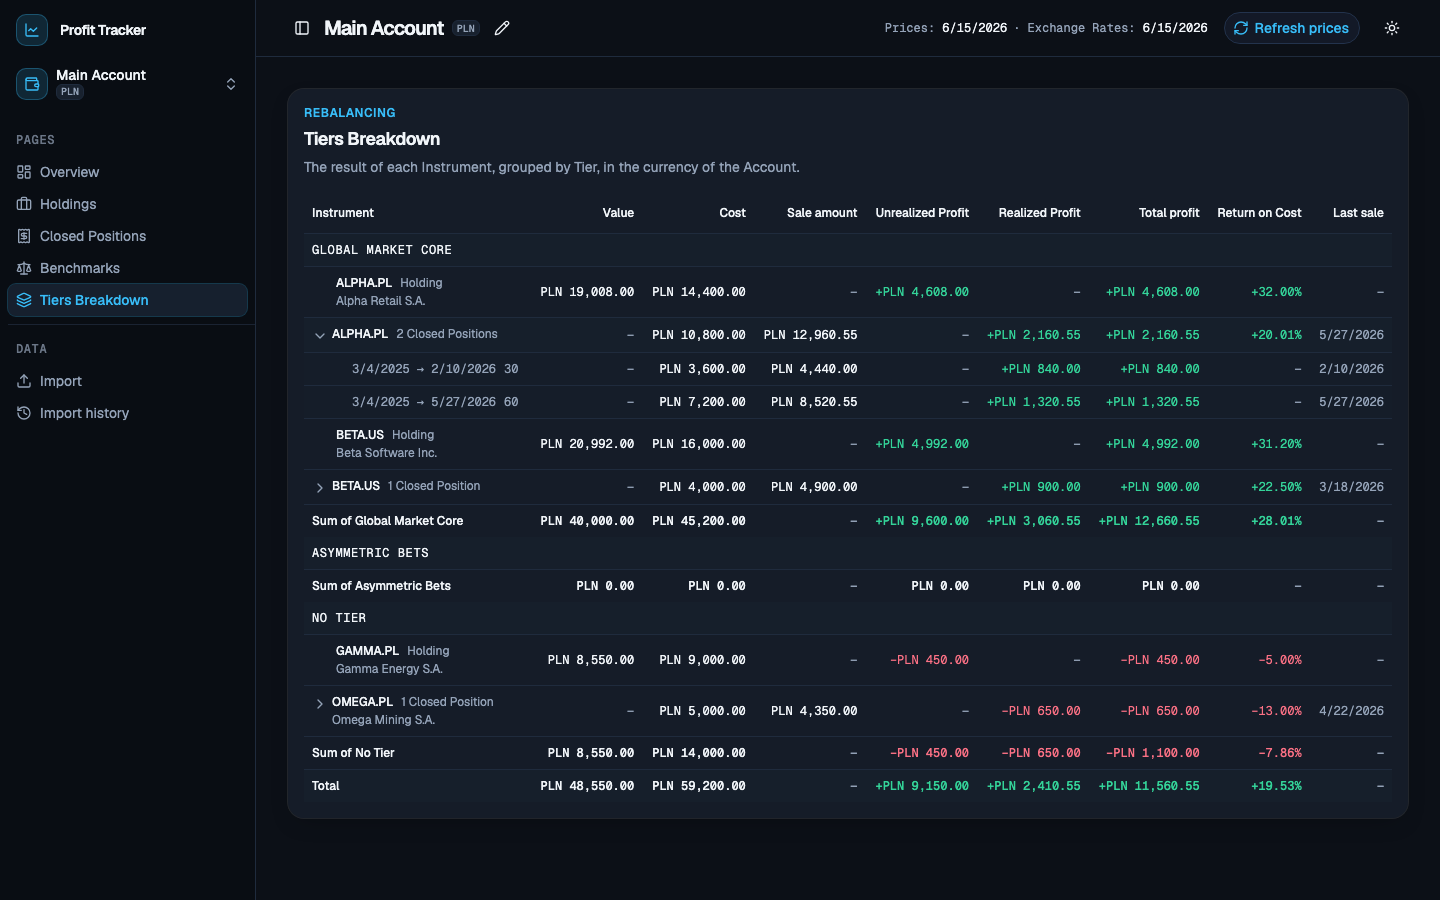 Profit Tracker
Main Account
PLN
PAGES
Overview
Holdings
Closed Positions
Benchmarks
Tiers Breakdown
DATA
Import
Import history
Main Account PLN
Prices: 6/15/2026 · Exchange Rates: 6/15/2026 Refresh prices
REBALANCING
Tiers Breakdown
The result of each Instrument, grouped by Tier, in the currency of the Account.
Instrument Value Cost Sale amount Unrealized Profit Realized Profit Total profit Return on Cost Last sale
GLOBAL MARKET CORE
ALPHA.PL Holding
Alpha Retail S.A.
PLN 19,008.00 PLN 14,400.00 – +PLN 4,608.00 – +PLN 4,608.00 +32.00% –
ALPHA.PL 2 Closed Positions – PLN 10,800.00 PLN 12,960.55 – +PLN 2,160.55 +PLN 2,160.55 +20.01% 5/27/2026
3/4/2025 → 2/10/2026 30 – PLN 3,600.00 PLN 4,440.00 – +PLN 840.00 +PLN 840.00 – 2/10/2026
3/4/2025 → 5/27/2026 60 – PLN 7,200.00 PLN 8,520.55 – +PLN 1,320.55 +PLN 1,320.55 – 5/27/2026
BETA.US Holding
Beta Software Inc.
PLN 20,992.00 PLN 16,000.00 – +PLN 4,992.00 – +PLN 4,992.00 +31.20% –
BETA.US 1 Closed Position – PLN 4,000.00 PLN 4,900.00 – +PLN 900.00 +PLN 900.00 +22.50% 3/18/2026
Sum of Global Market Core PLN 40,000.00 PLN 45,200.00 – +PLN 9,600.00 +PLN 3,060.55 +PLN 12,660.55 +28.01% –
ASYMMETRIC BETS
Sum of Asymmetric Bets PLN 0.00 PLN 0.00 – PLN 0.00 PLN 0.00 PLN 0.00 – –
NO TIER
GAMMA.PL Holding
Gamma Energy S.A.
PLN 8,550.00 PLN 9,000.00 – −PLN 450.00 – −PLN 450.00 −5.00% –
OMEGA.PL 1 Closed Position
Omega Mining S.A.
– PLN 5,000.00 PLN 4,350.00 – −PLN 650.00 −PLN 650.00 −13.00% 4/22/2026
Sum of No Tier PLN 8,550.00 PLN 14,000.00 – −PLN 450.00 −PLN 650.00 −PLN 1,100.00 −7.86% –
Total PLN 48,550.00 PLN 59,200.00 – +PLN 9,150.00 +PLN 2,410.55 +PLN 11,560.55 +19.53% –